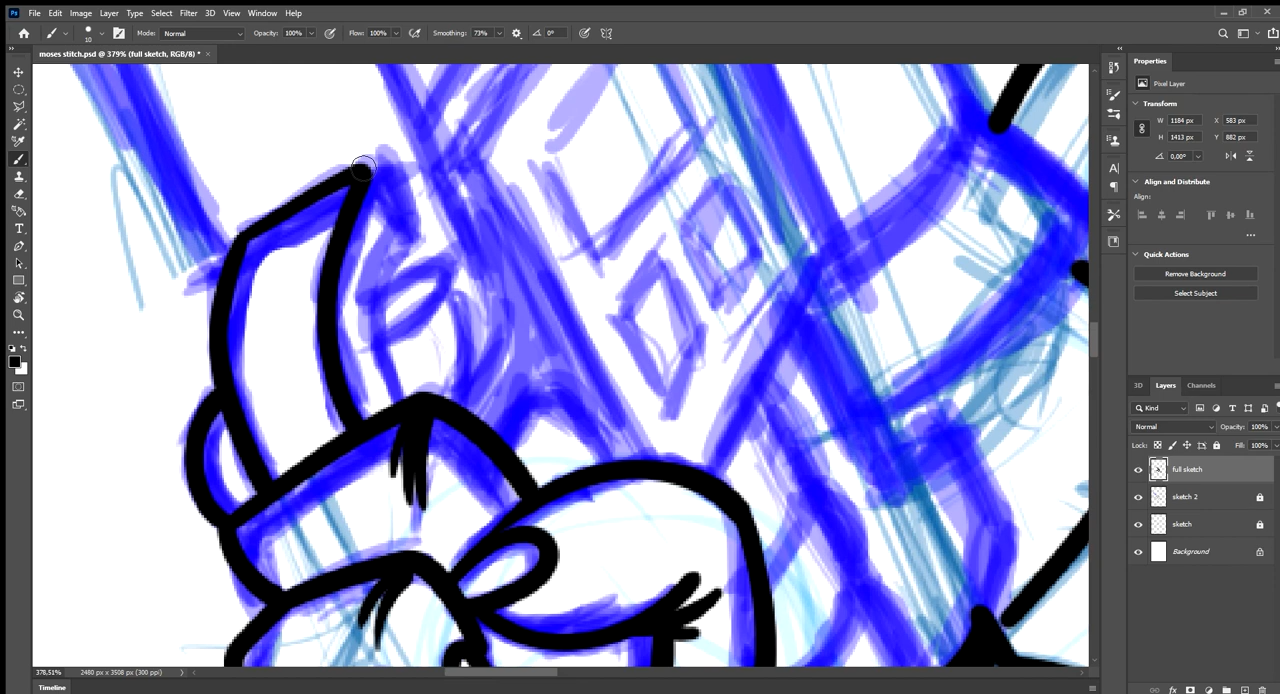 Ps File Edit Image Layer Type Select Filter 3D View Window Help
10 Mode: Normal Opacity: 100% Flow: 100% Smoothing: 73% 0°
moses stitch.psd @ 379% (full sketch, RGB/8) * ×
Properties
Pixel Layer
Transform
W 1184 px X 583 px
H 1413 px Y 882 px
0,00°
Align and Distribute
Align:
Quick Actions
Remove Background
Select Subject
3D Layers Channels
Kind
Normal Opacity: 100%
Lock: Fill: 100%
full sketch
sketch 2
sketch
Background
378,51% 2480 px x 3508 px (300 ppi)
Timeline
fx